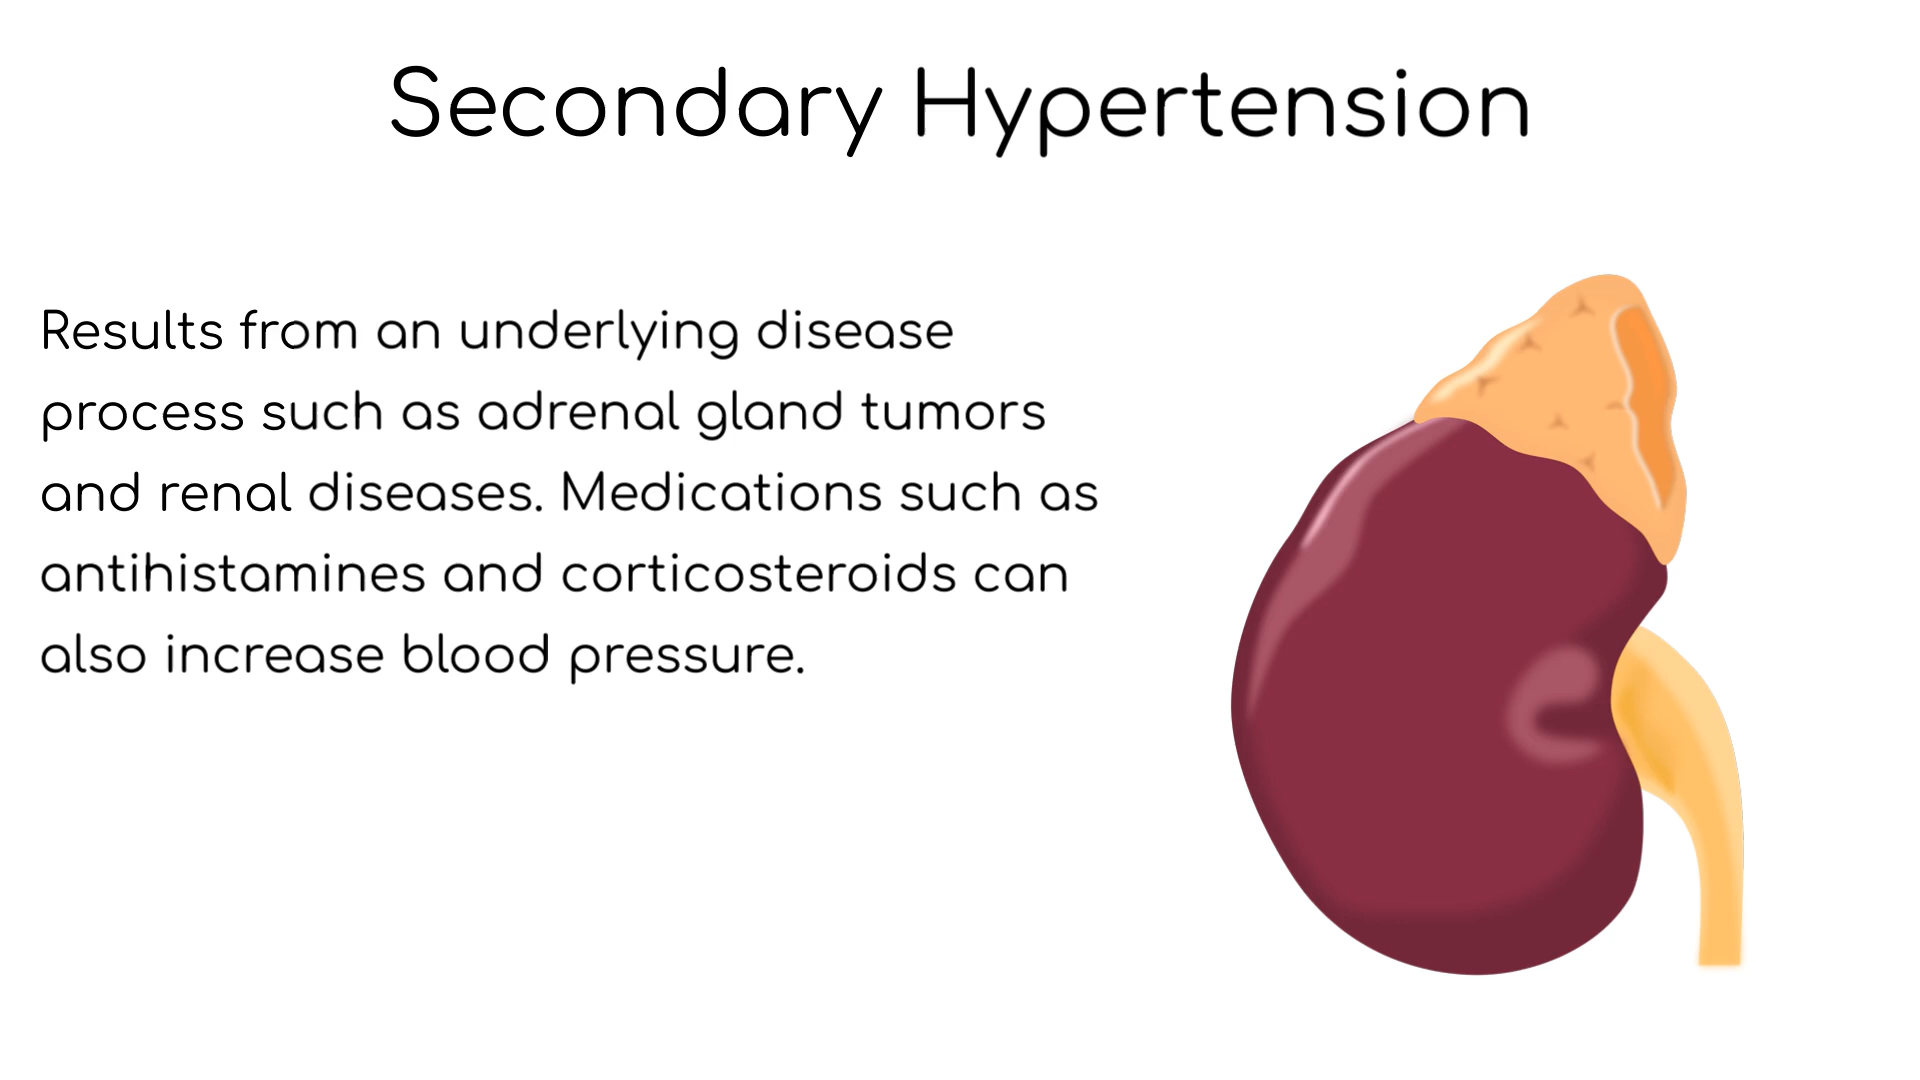 Secondary Hypertension
Results from an underlying disease
process such as adrenal gland tumors
and renal diseases. Medications such as
antihistamines and corticosteroids can
also increase blood pressure.